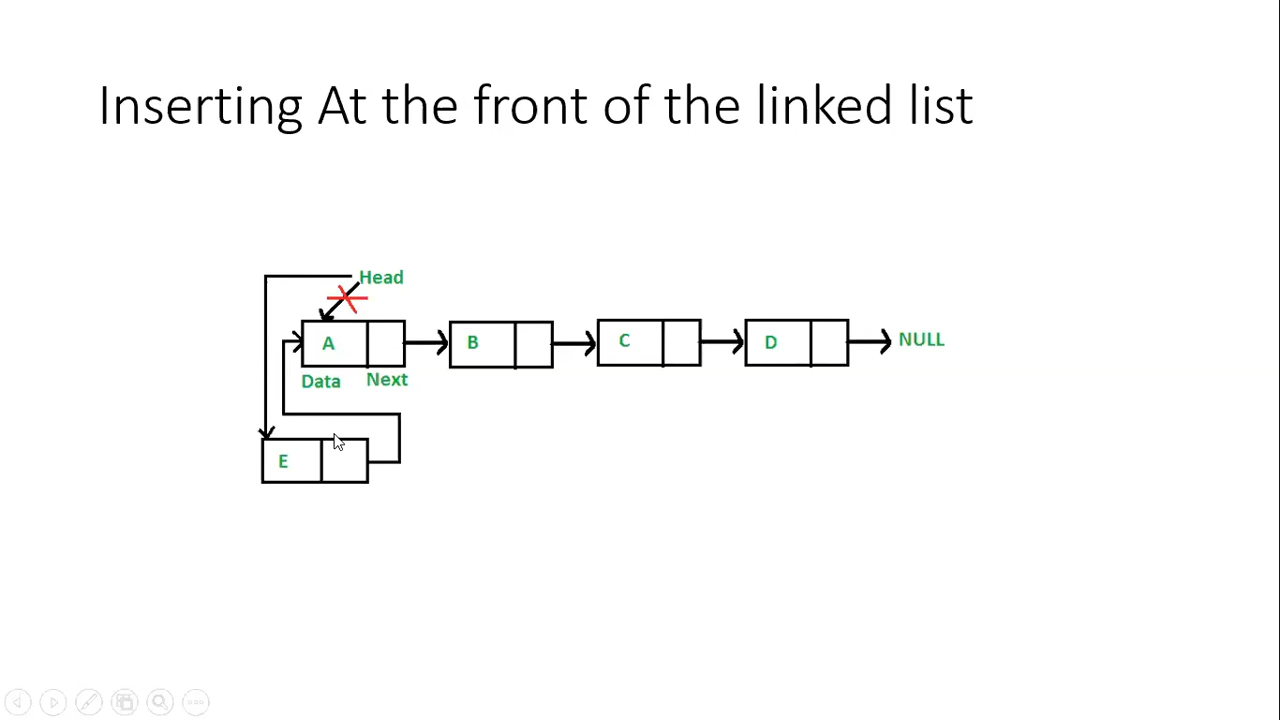 Inserting At the front of the linked list
Head
A
B
C
D
NULL
Data
Next
E